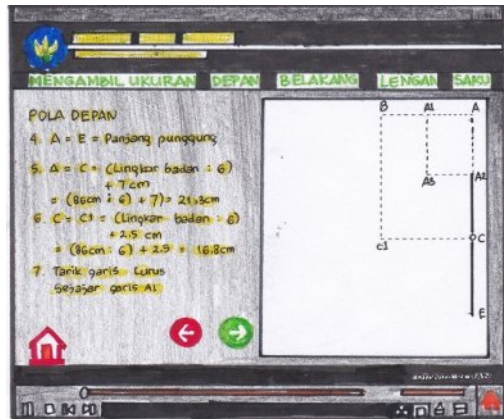 MENGAMBIL UKURAN DEPAN BELAKANG LENGAN SAKU
POLA DEPAN
4. A = E = Panjang punggung
5. A = C = (Lingkar badan : 6)
+ 7 cm
= (86cm : 6) + 7) = 21.3cm
6. C = C1 = (Lingkar badan : 6)
+ 2.5 cm
= (86cm : 6) + 2.5 = 16.8cm
7. Tarik garis Lurus
Sejajar garis A1
B A1 A
A3 A2
C1 C
E